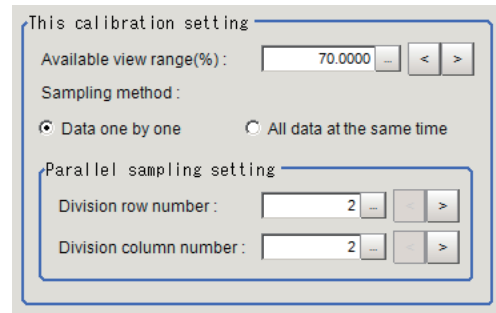 This calibration setting
Available view range(%) : 70.0000 ... < >
Sampling method :
Data one by one All data at the same time
Parallel sampling setting
Division row number : 2 ... < >
Division column number : 2 ... < >